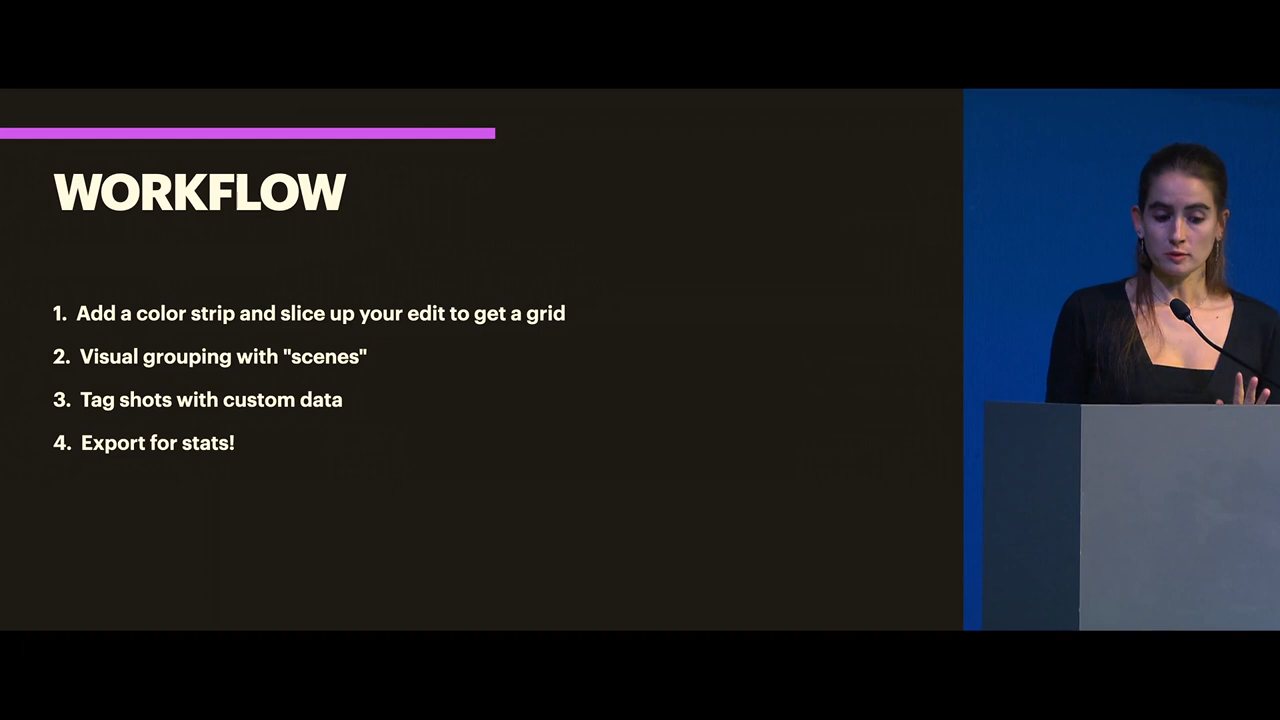 WORKFLOW
1. Add a color strip and slice up your edit to get a grid
2. Visual grouping with "scenes"
3. Tag shots with custom data
4. Export for stats!